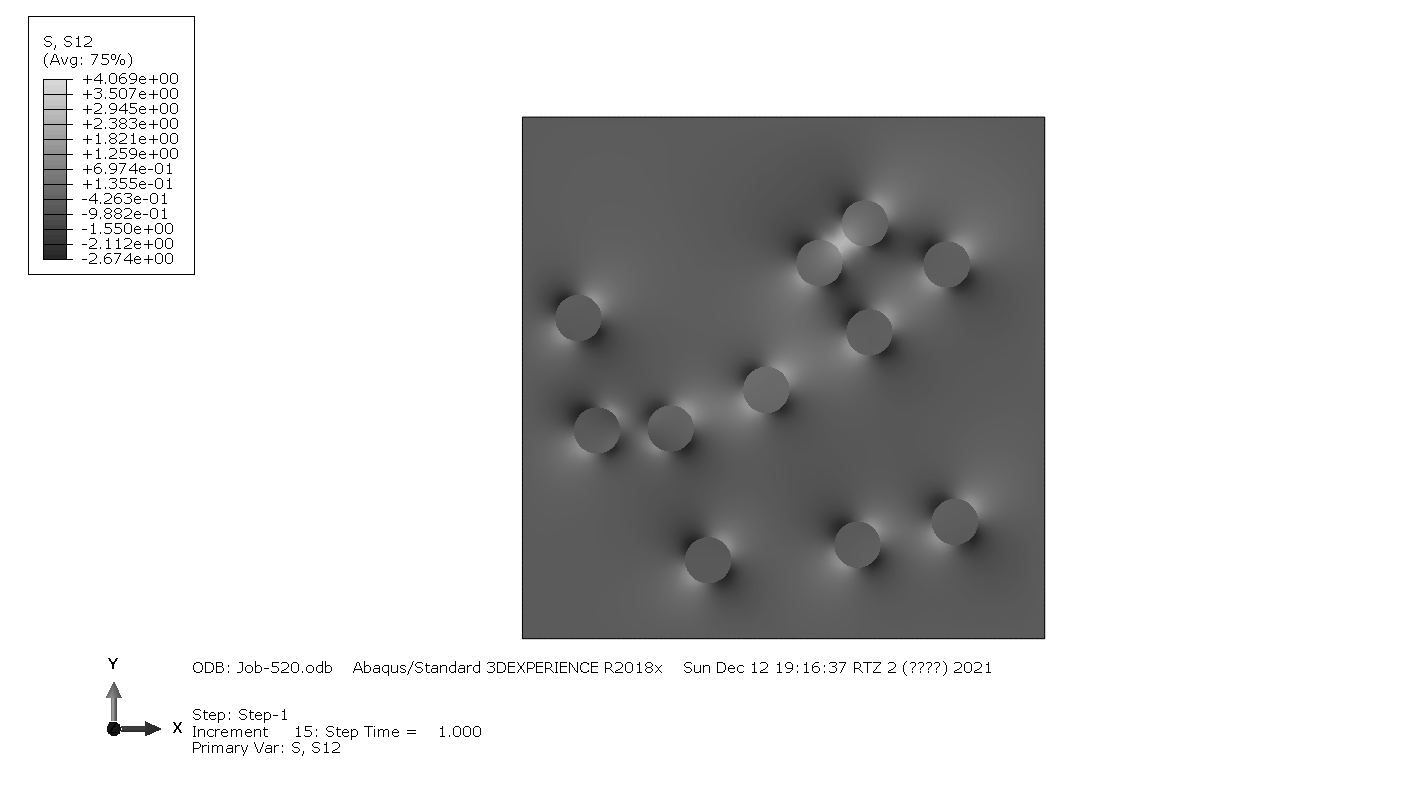 S, S12
(Avg: 75%)
+4.069e+00
+3.507e+00
+2.945e+00
+2.383e+00
+1.821e+00
+1.259e+00
+6.974e-01
+1.355e-01
-4.263e-01
-9.882e-01
-1.550e+00
-2.112e+00
-2.674e+00
Y
X
ODB: Job-520.odb Abaqus/Standard 3DEXPERIENCE R2018x Sun Dec 12 19:16:37 RTZ 2 (????) 2021
Step: Step-1
Increment 15: Step Time = 1.000
Primary Var: S, S12